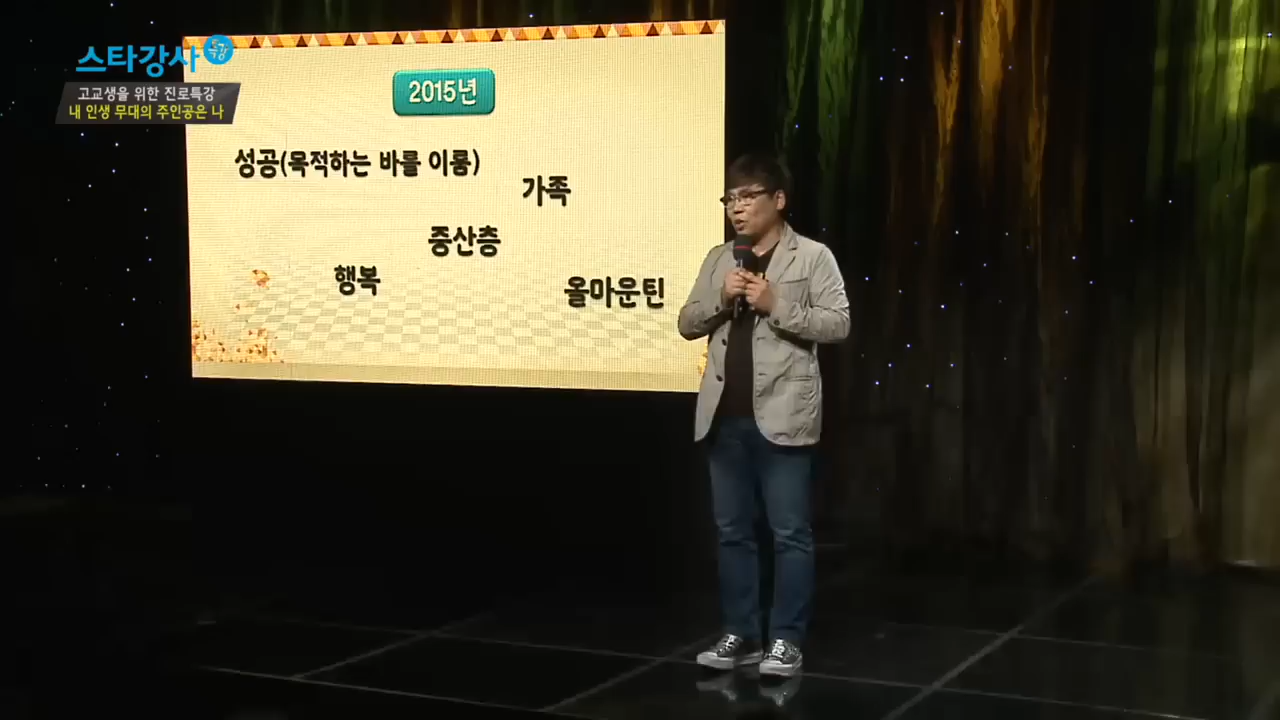 스타강사 특강
고교생을 위한 진로특강
내 인생 무대의 주인공은 나
2015년
성공(목적하는 바를 이룸)
가족
중산층
행복
올마운틴